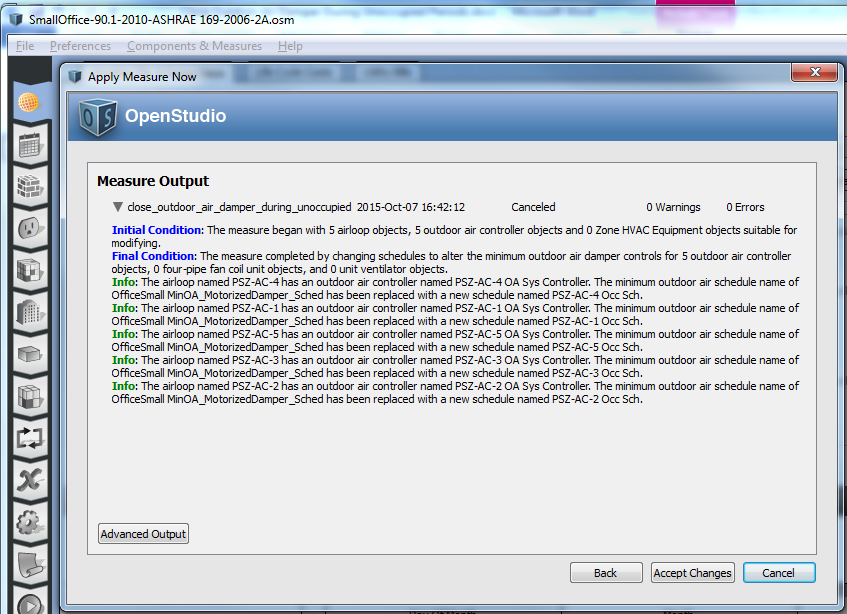 SmallOffice-90.1-2010-ASHRAE 169-2006-2A.osm
File Preferences Components & Measures Help
Apply Measure Now
OS OpenStudio
Measure Output
close_outdoor_air_damper_during_unoccupied 2015-Oct-07 16:42:12 Canceled 0 Warnings 0 Errors
Initial Condition: The measure began with 5 airloop objects, 5 outdoor air controller objects and 0 Zone HVAC Equipment objects suitable for
modifying.
Final Condition: The measure completed by changing schedules to alter the minimum outdoor air damper controls for 5 outdoor air controller
objects, 0 four-pipe fan coil unit objects, and 0 unit ventilator objects.
Info: The airloop named PSZ-AC-4 has an outdoor air controller named PSZ-AC-4 OA Sys Controller. The minimum outdoor air schedule name of
OfficeSmall MinOA_MotorizedDamper_Sched has been replaced with a new schedule named PSZ-AC-4 Occ Sch.
Info: The airloop named PSZ-AC-1 has an outdoor air controller named PSZ-AC-1 OA Sys Controller. The minimum outdoor air schedule name of
OfficeSmall MinOA_MotorizedDamper_Sched has been replaced with a new schedule named PSZ-AC-1 Occ Sch.
Info: The airloop named PSZ-AC-5 has an outdoor air controller named PSZ-AC-5 OA Sys Controller. The minimum outdoor air schedule name of
OfficeSmall MinOA_MotorizedDamper_Sched has been replaced with a new schedule named PSZ-AC-5 Occ Sch.
Info: The airloop named PSZ-AC-3 has an outdoor air controller named PSZ-AC-3 OA Sys Controller. The minimum outdoor air schedule name of
OfficeSmall MinOA_MotorizedDamper_Sched has been replaced with a new schedule named PSZ-AC-3 Occ Sch.
Info: The airloop named PSZ-AC-2 has an outdoor air controller named PSZ-AC-2 OA Sys Controller. The minimum outdoor air schedule name of
OfficeSmall MinOA_MotorizedDamper_Sched has been replaced with a new schedule named PSZ-AC-2 Occ Sch.
Advanced Output
Back Accept Changes Cancel